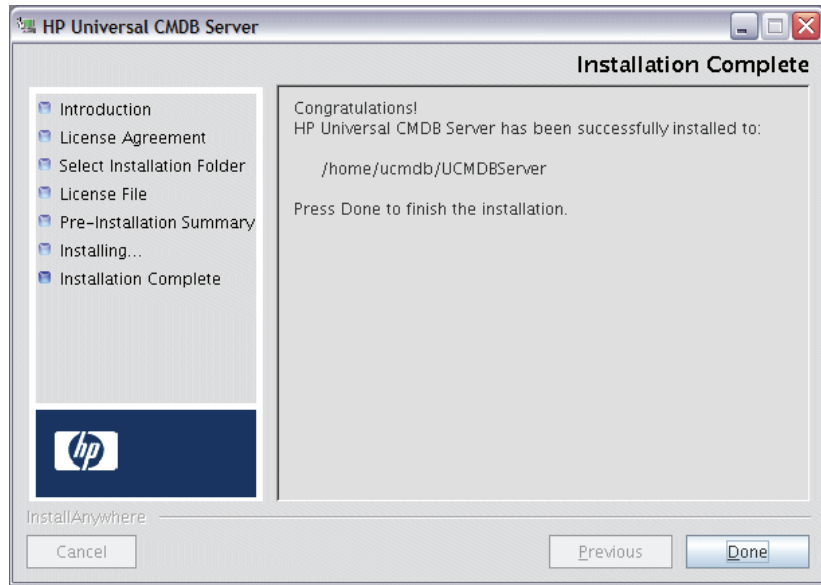 HP Universal CMDB Server
Installation Complete
Introduction
License Agreement
Select Installation Folder
License File
Pre-Installation Summary
Installing...
Installation Complete
Congratulations!
HP Universal CMDB Server has been successfully installed to:
/home/ucmdb/UCMDBServer
Press Done to finish the installation.
hp
InstallAnywhere
Cancel
Previous
Done